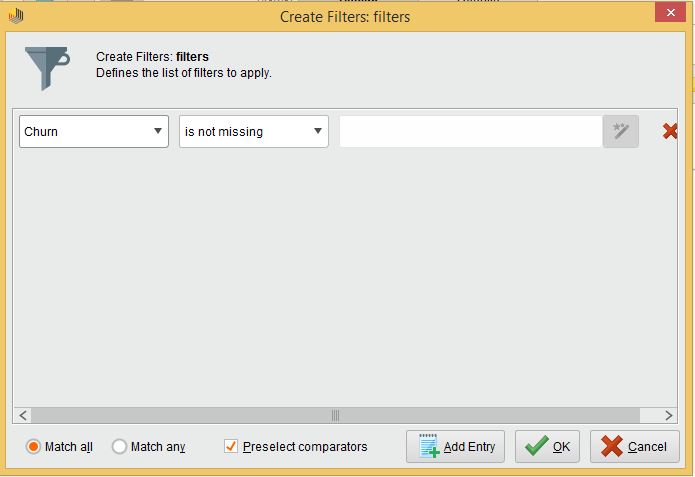 Create Filters: filters
Create Filters: filters
Defines the list of filters to apply.
Churn is not missing
Match all Match any Preselect comparators Add Entry OK Cancel